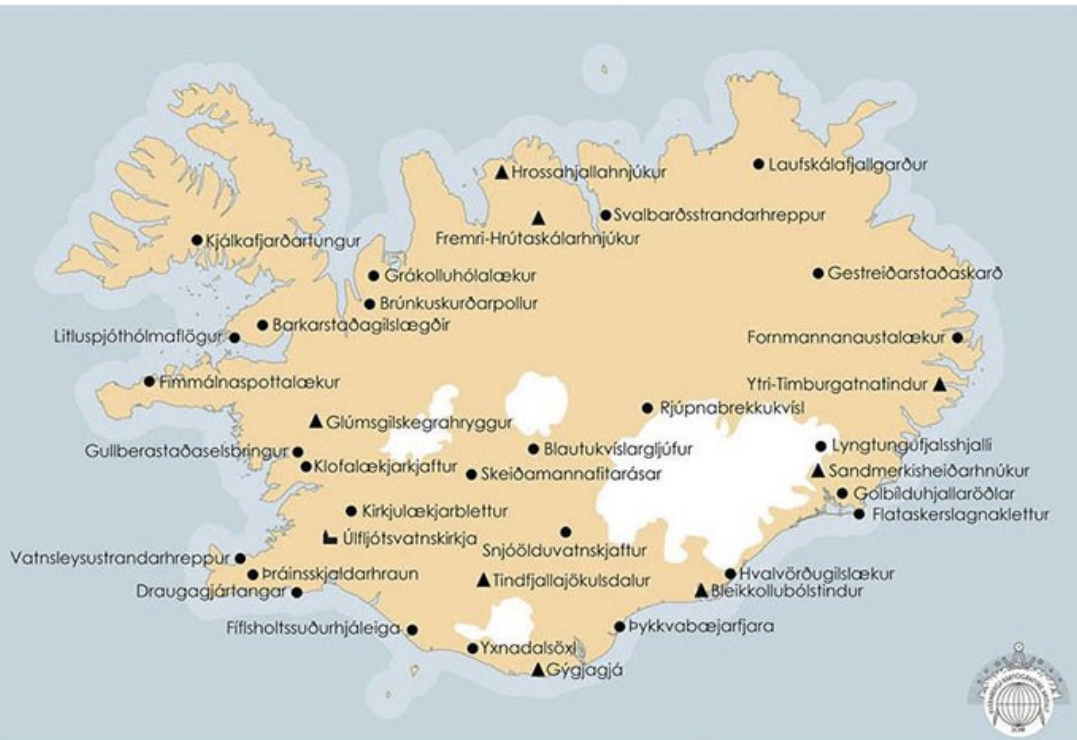 Hrossahjallahnjúkur
Laufskálafjallgarður
Svalbarðsstrandarhreppur
Fremri-Hrútaskálarhnjúkur
Kjálkafjarðartungur
Grákolluhólalækur
Gestreiðarstaðaskarð
Brúnkuskurðarpollur
Barkarstaðagilslægðir
Litluspjóthólmaflögur
Fornmannanaustalækur
Fimmálnaspottalækur
Ytri-Timburgatnatindur
Rjúpnabrekkukvísl
Glúmsgilskegrahryggur
Gullberastaðaselsbringur
Blautukvíslargljúfur
Lyngtungufjalsshjalli
Klofalækjarkjaftur
Skeiðamannafitarásar
Sandmerkisheiðarhnúkur
Golbílduhjallaröðlar
Kirkjulækjarblettur
Flataskerslagnaklettur
Úlfljótsvatnskirkja
Snjóölduvatnskjaftur
Vatnsleysustrandarhreppur
Þráinsskjaldarhraun
Tindfjallajökulsdalur
Hvalvörðugilslækur
Draugagjártangar
Bleikkollubólstindur
Fíflsholtssuðurhjáleiga
Þykkvabæjarfjara
Yxnadalsöxl
Gýgjagjá